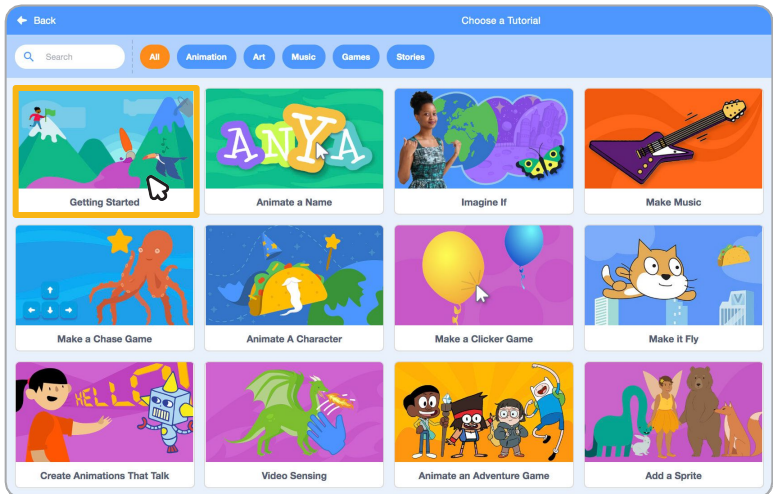 Back
Choose a Tutorial
Search
All
Animation
Art
Music
Games
Stories
ANYA
Getting Started
Animate a Name
Imagine If
Make Music
Make a Chase Game
Animate A Character
Make a Clicker Game
Make it Fly
HELLO!
Create Animations That Talk
Video Sensing
Animate an Adventure Game
Add a Sprite